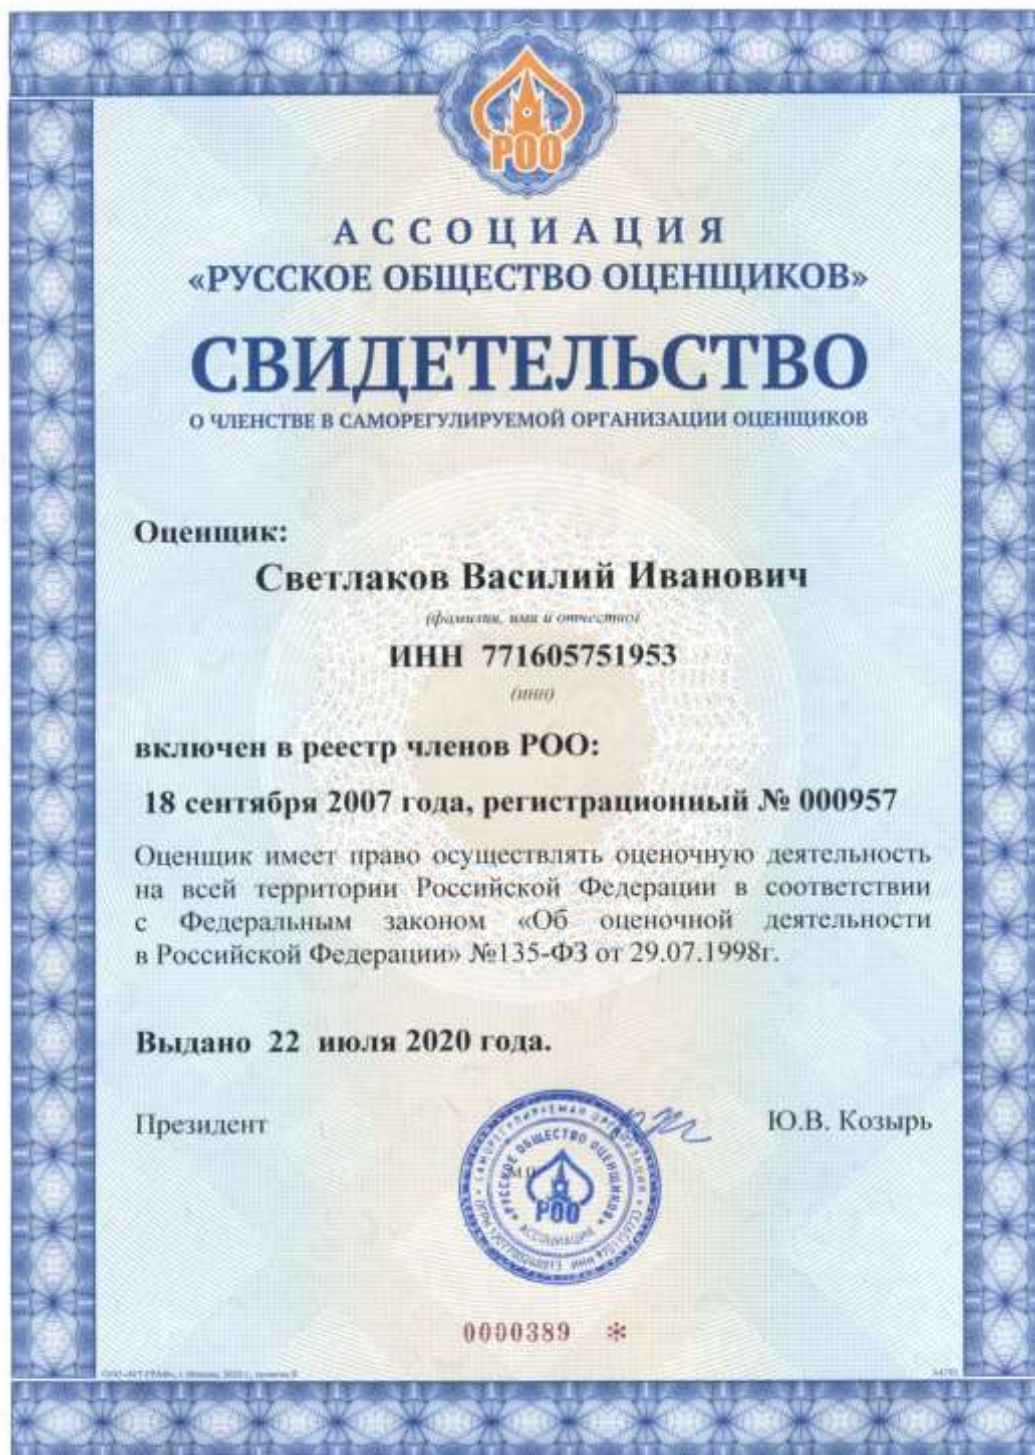 РОО
АССОЦИАЦИЯ
«РУССКОЕ ОБЩЕСТВО ОЦЕНЩИКОВ»
СВИДЕТЕЛЬСТВО
О ЧЛЕНСТВЕ В САМОРЕГУЛИРУЕМОЙ ОРГАНИЗАЦИИ ОЦЕНЩИКОВ
Оценщик:
Светлаков Василий Иванович
(фамилия, имя и отчество)
ИНН 771605751953
(инн)
включен в реестр членов РОО:
18 сентября 2007 года, регистрационный № 000957
Оценщик имеет право осуществлять оценочную деятельность
на всей территории Российской Федерации в соответствии
с Федеральным законом «Об оценочной деятельности
в Российской Федерации» №135-ФЗ от 29.07.1998г.
Выдано 22 июля 2020 года.
Президент
Ю.В. Козырь
САМОРЕГУЛИРУЕМАЯ ОРГАНИЗАЦИЯ
«РУССКОЕ ОБЩЕСТВО ОЦЕНЩИКОВ»
РОО
АССОЦИАЦИЯ
0000389 *